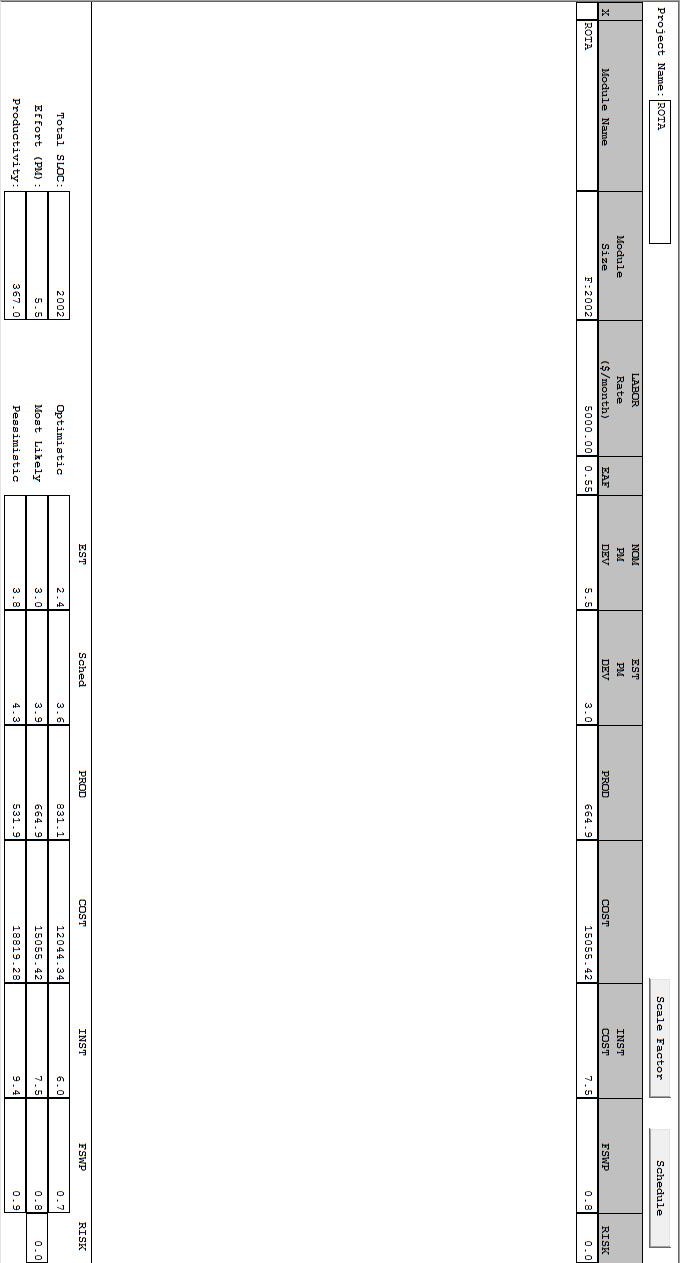 Project Name: ROTA Scale Factor Schedule
X Module Name Module Size LABOR Rate ($/month) EAF NOM PM DEV EST PM DEV PROD COST INST COST FSWP RISK
ROTA F:2002 5000.00 0.55 5.5 3.0 664.9 15055.42 7.5 0.8 0.0
EST Sched PROD COST INST FSWP RISK
Total SLOC: 2002 Optimistic 2.4 3.6 831.1 12044.34 6.0 0.7
Effort (PM): 5.5 Most Likely 3.0 3.9 664.9 15055.42 7.5 0.8 0.0
Productivity: 367.0 Pessimistic 3.8 4.3 531.9 18819.28 9.4 0.9